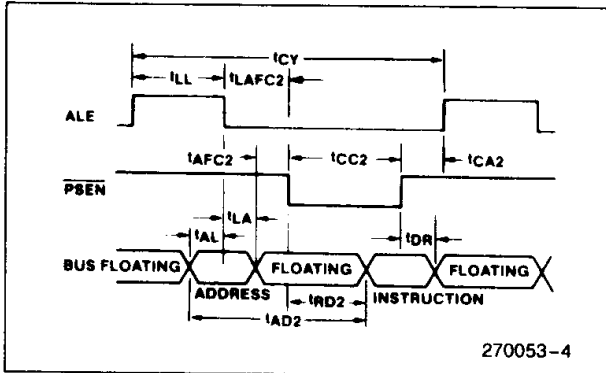 tCY
tLL tLAFC2
ALE
tAFC2 tCC2 tCA2
PSEN
tLA
tAL tDR
BUS FLOATING FLOATING FLOATING
ADDRESS tRD2 INSTRUCTION
tAD2
270053-4